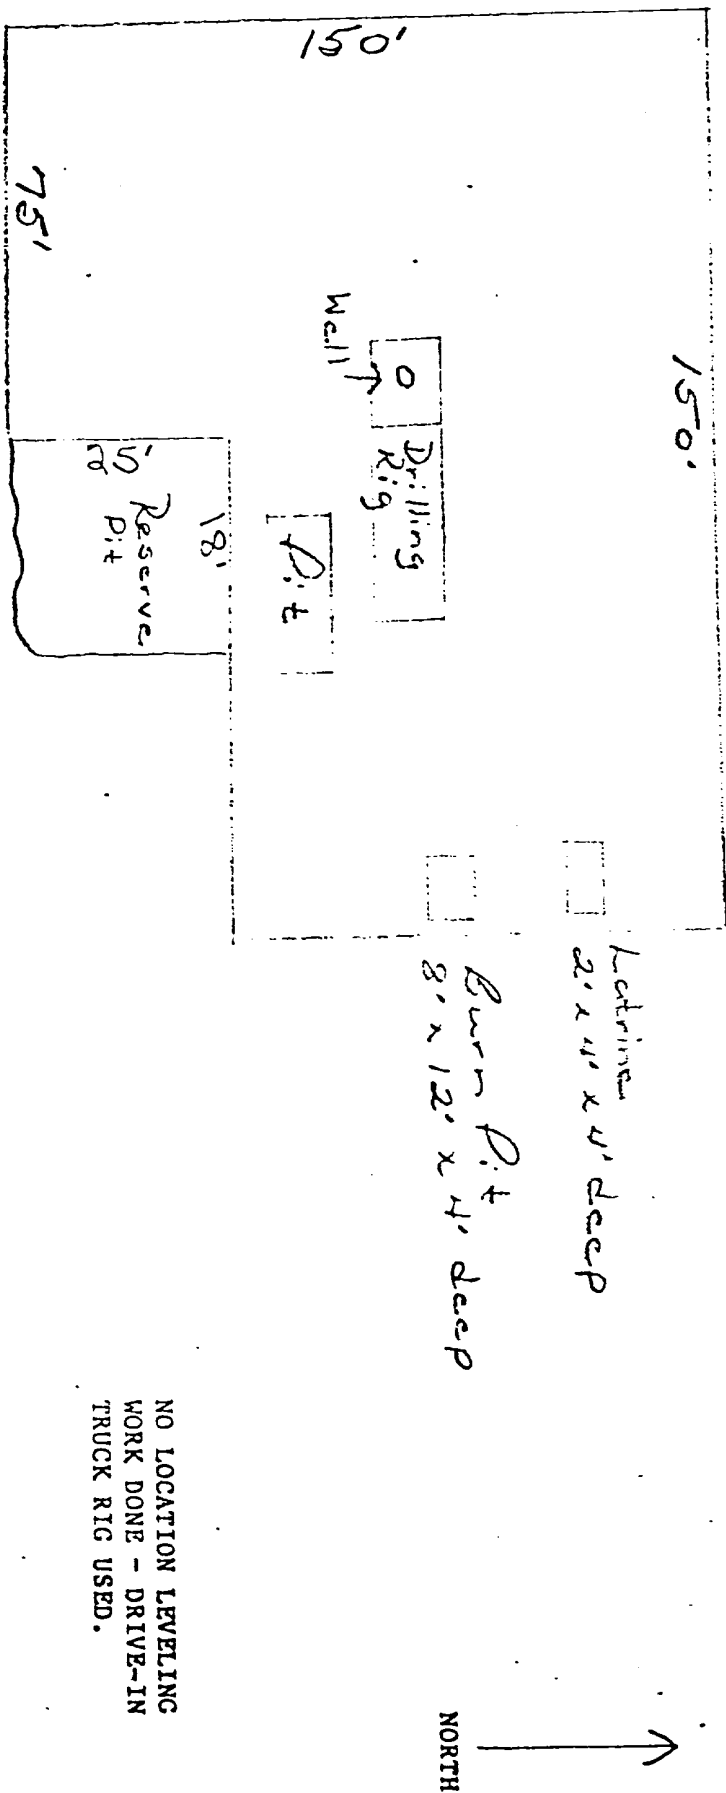 150'
150'
75'
Well
O
Drilling
Rig
Pit
25'
18'
Reserve
Pit
Latrine
2' x 4' x 4' deep
Burn Pit
8' x 12' x 4' deep
NO LOCATION LEVELING
WORK DONE - DRIVE-IN
TRUCK RIG USED.
NORTH